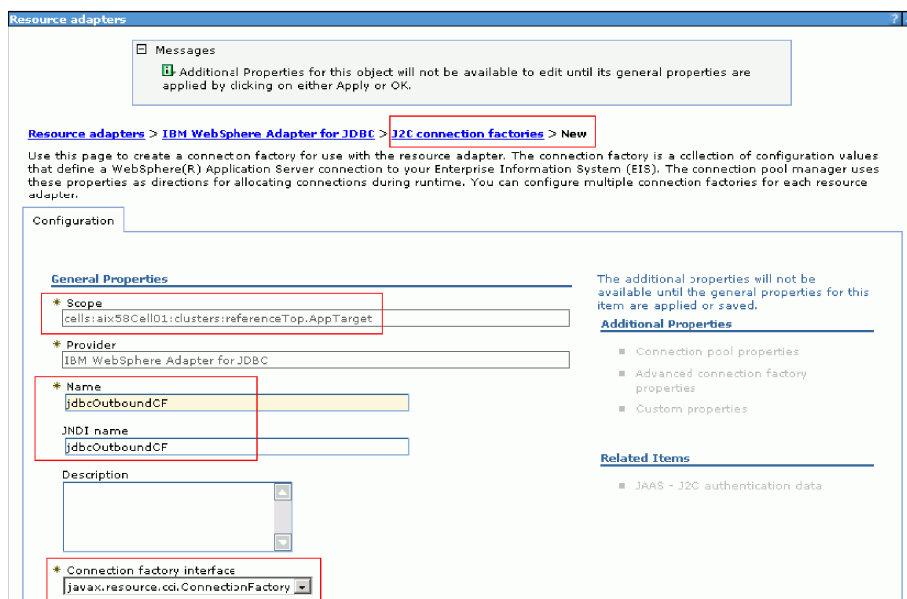 Resource adapters ?
Messages
Additional Properties for this object will not be available to edit until its general properties are
applied by clicking on either Apply or OK.
Resource adapters > IBM WebSphere Adapter for JDBC > J2C connection factories > New
Use this page to create a connection factory for use with the resource adapter. The connection factory is a collection of configuration values
that define a WebSphere(R) Application Server connection to your Enterprise Information System (EIS). The connection pool manager uses
these properties as directions for allocating connections during runtime. You can configure multiple connection factories for each resource
adapter.
Configuration
General Properties
* Scope
cells:aix58Cell01:clusters:referenceTop.AppTarget
* Provider
IBM WebSphere Adapter for JDBC
* Name
jdbcOutboundCF
JNDI name
jdbcOutboundCF
Description
* Connection factory interface
javax.resource.cci.ConnectionFactory
The additional properties will not be
available until the general properties for this
item are applied or saved.
Additional Properties
Connection pool properties
Advanced connection factory
properties
Custom properties
Related Items
JAAS - J2C authentication data